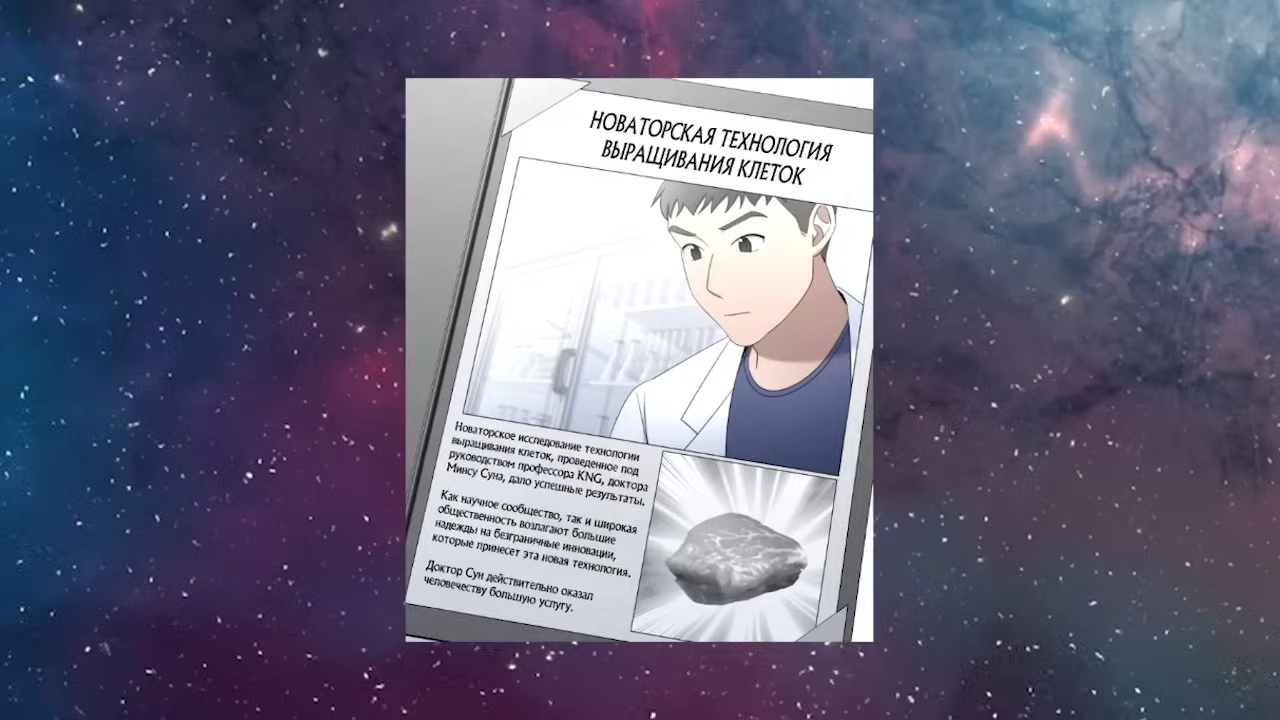 НОВАТОРСКАЯ ТЕХНОЛОГИЯ
ВЫРАЩИВАНИЯ КЛЕТОК
Новаторское исследование технологии
выращивания клеток, проведенное под
руководством профессора KNG, доктора
Минсу Суна, дало успешные результаты.
Как научное сообщество, так и широкая
общественность возлагают большие
надежды на безграничные инновации,
которые принесет эта новая технология.
Доктор Сун действительно оказал
человечеству большую услугу.